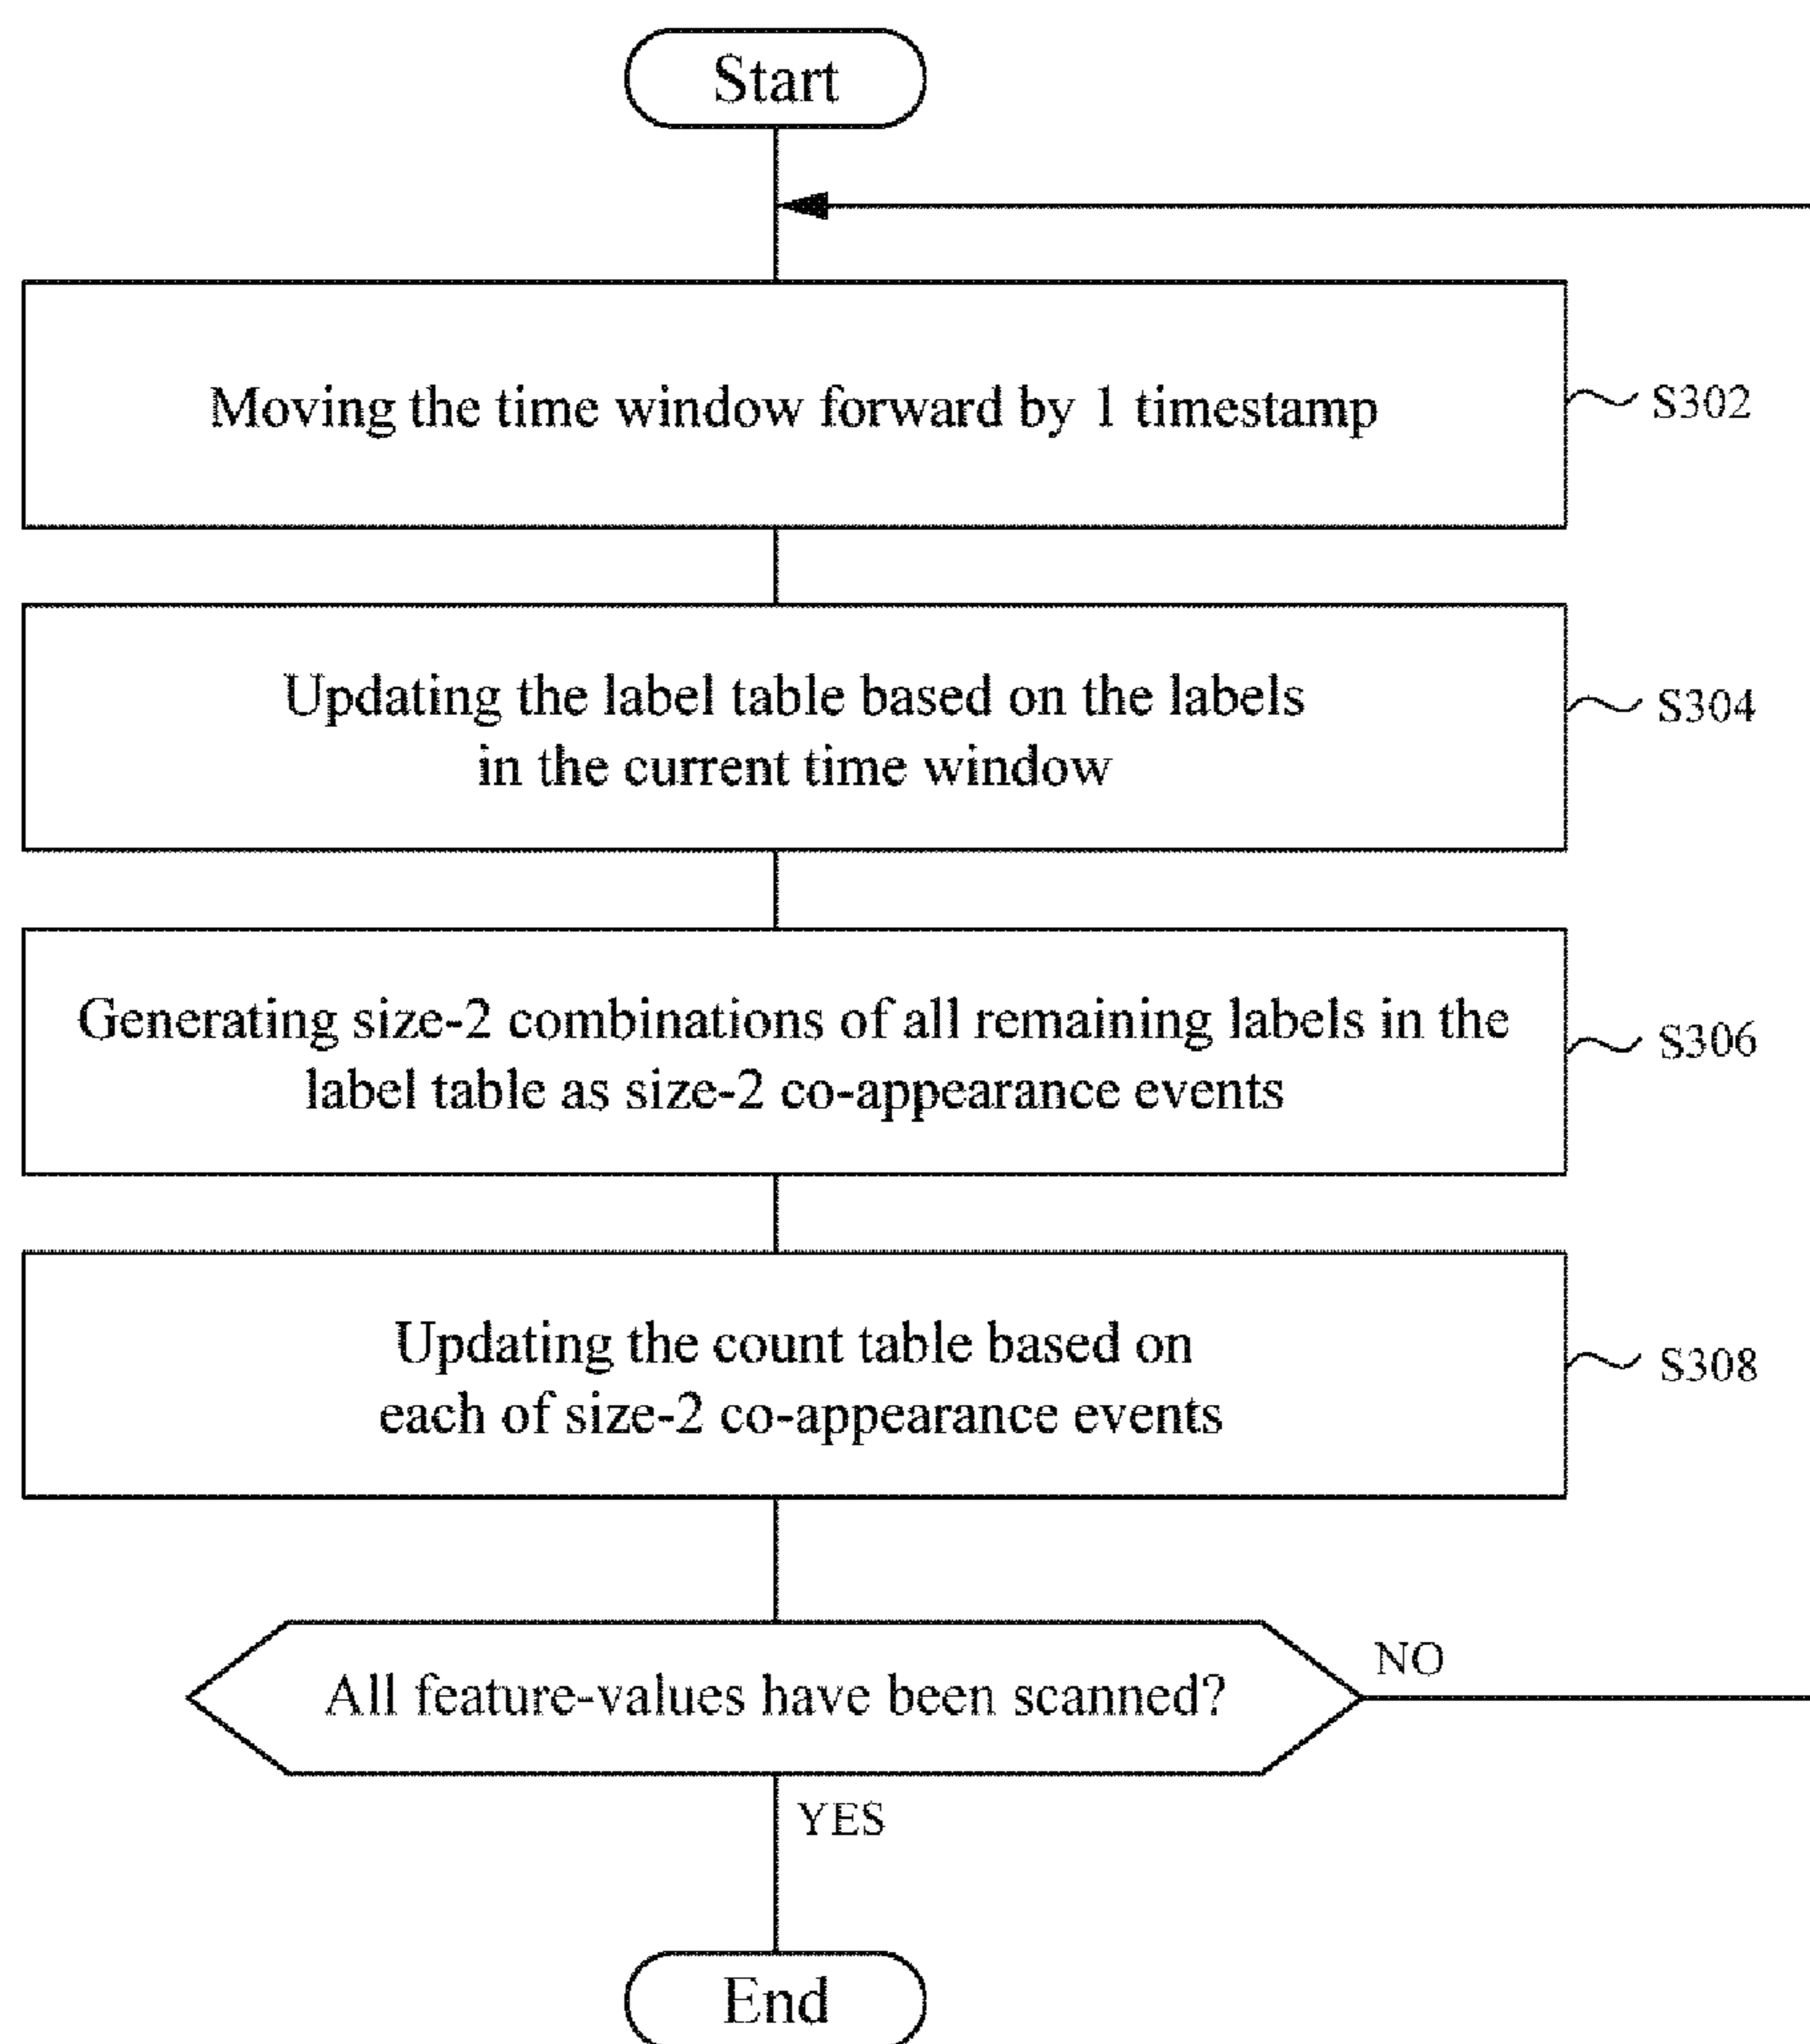 Start
Moving the time window forward by 1 timestamp
S302
Updating the label table based on the labels
in the current time window
S304
Generating size-2 combinations of all remaining labels in the
label table as size-2 co-appearance events
S306
Updating the count table based on
each of size-2 co-appearance events
S308
All feature-values have been scanned?
NO
YES
End